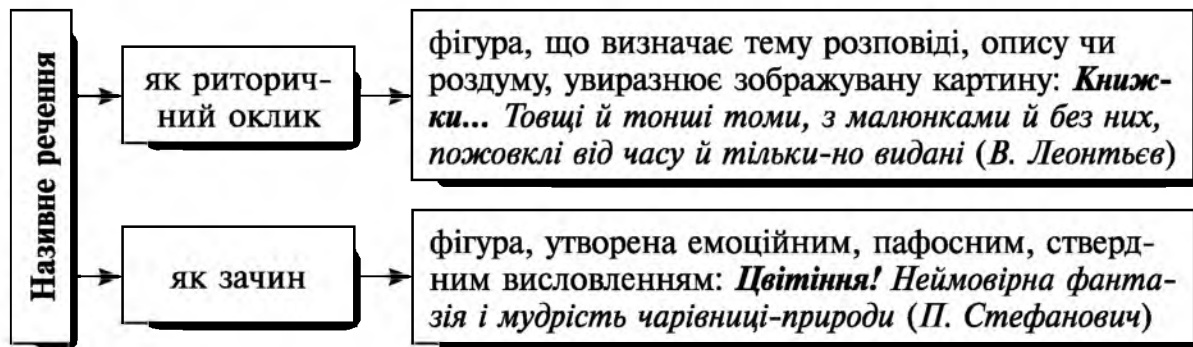 Називне речення
як риторич-
ний оклик
фігура, що визначає тему розповіді, опису чи
роздуму, увиразнює зображувану картину: Книж-
ки... Товщі й тонші томи, з малюнками й без них,
пожовклі від часу й тільки-но видані (В. Леонтьєв)
як зачин
фігура, утворена емоційним, пафосним, стверд-
ним висловленням: Цвітіння! Неймовірна фанта-
зія і мудрість чарівниці-природи (П. Стефанович)